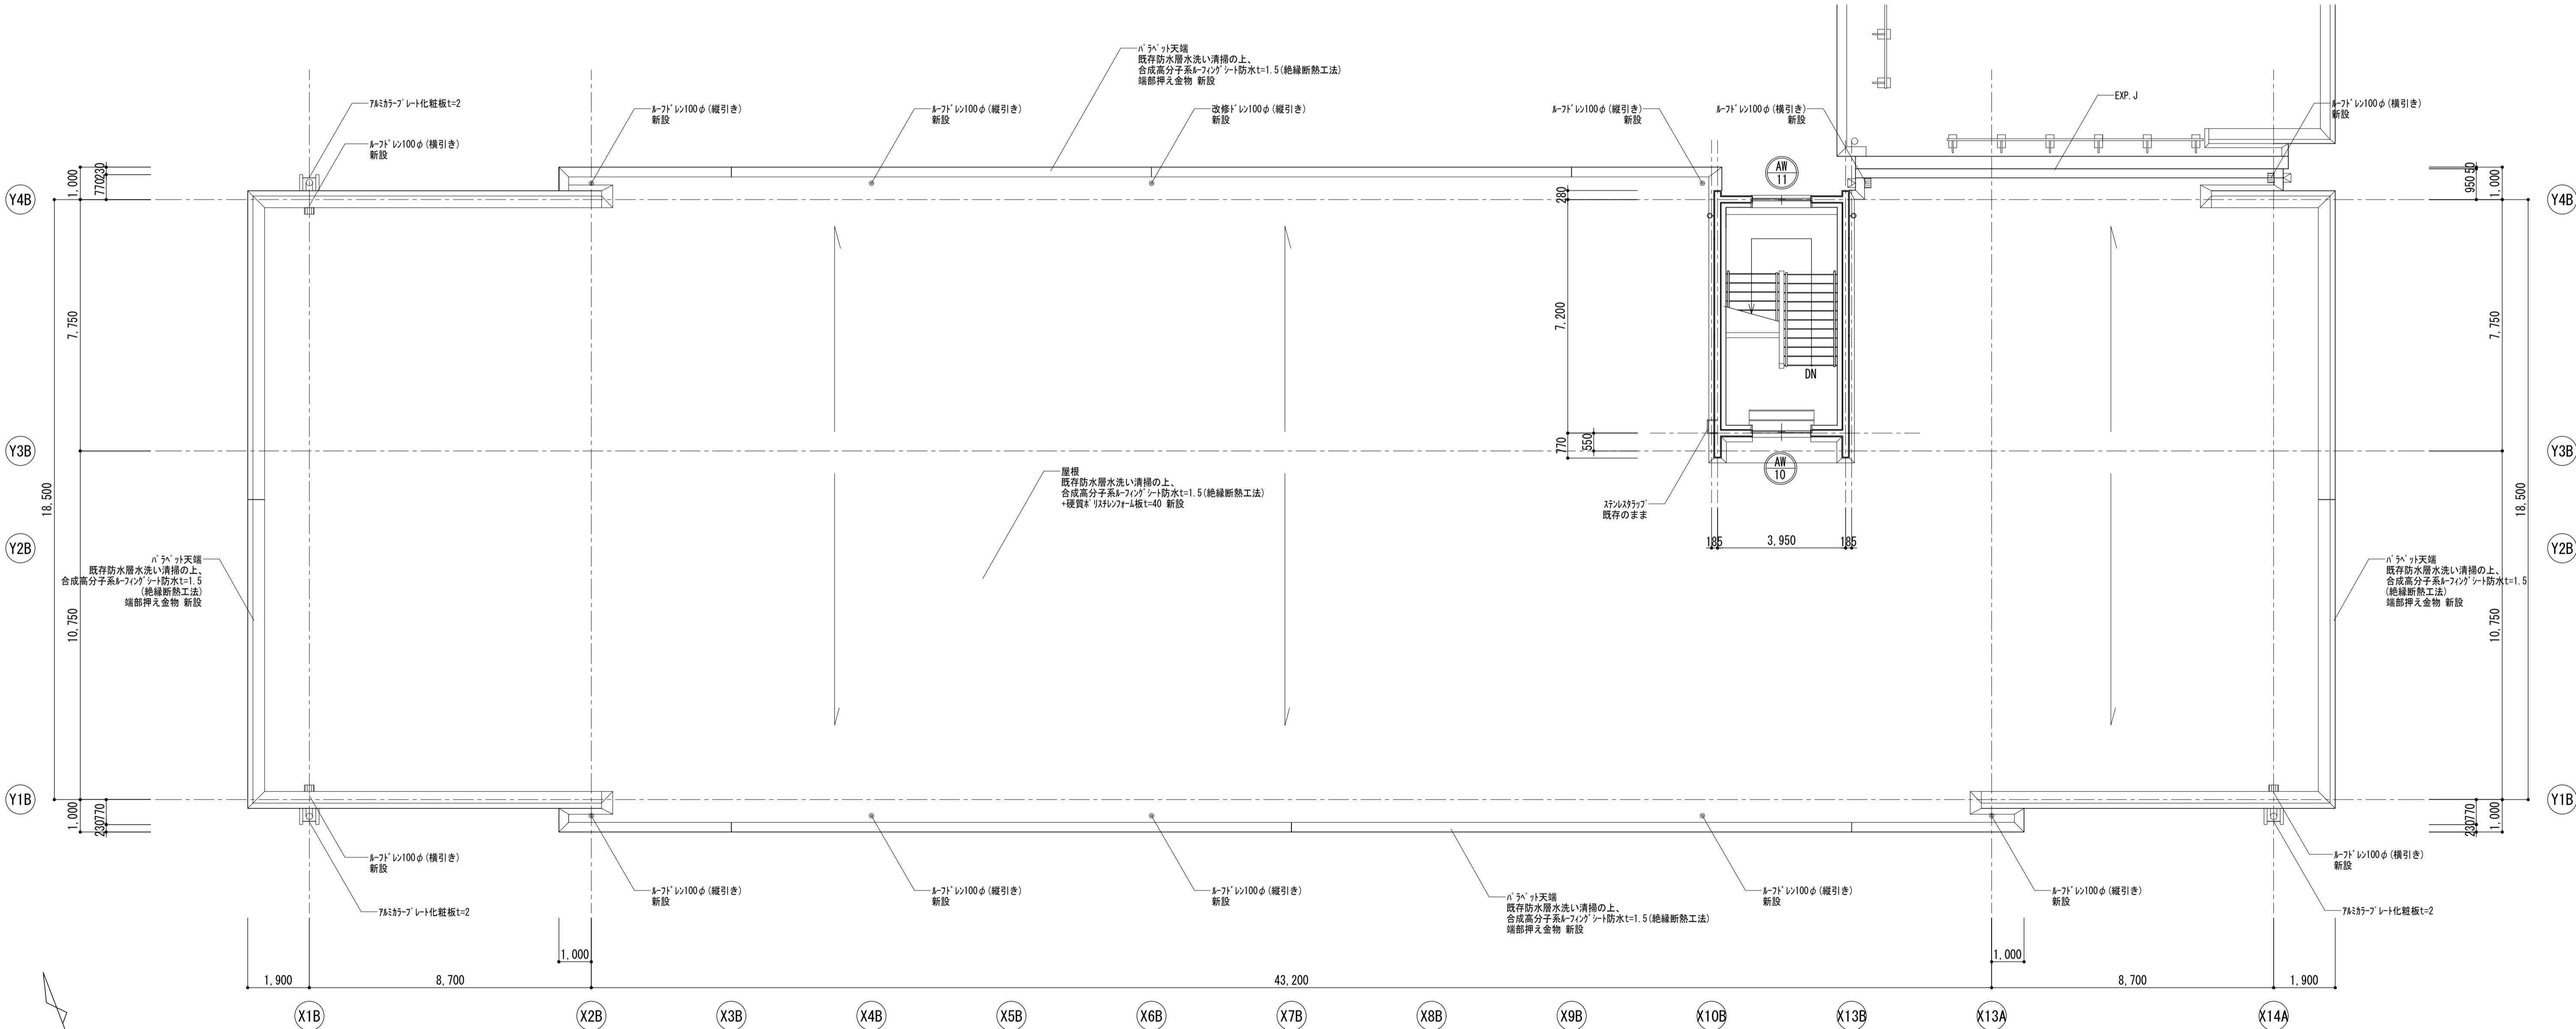 ﾊﾟﾗﾍﾟｯﾄ天端
既存防水層水洗い清掃の上、
合成高分子系ﾙｰﾌｨﾝｸﾞｼｰﾄ防水t=1.5(絶縁断熱工法)
端部押え金物 新設
ｱﾙﾐｶﾗｰﾌﾟﾚｰﾄ化粧板t=2
ﾙｰﾌﾄﾞﾚﾝ100φ(横引き)
新設
ﾙｰﾌﾄﾞﾚﾝ100φ(縦引き)
新設
ﾙｰﾌﾄﾞﾚﾝ100φ(縦引き)
新設
改修ﾄﾞﾚﾝ100φ(縦引き)
新設
ﾙｰﾌﾄﾞﾚﾝ100φ(縦引き)
新設
ﾙｰﾌﾄﾞﾚﾝ100φ(横引き)
新設
EXP.J
ﾙｰﾌﾄﾞﾚﾝ100φ(横引き)
新設
AW
11
Y4B
1,000
230
770
280
950
50
1,000
Y4B
7,750
7,200
DN
7,750
Y3B
770
550
AW
10
Y3B
18,500
屋根
既存防水層水洗い清掃の上、
合成高分子系ﾙｰﾌｨﾝｸﾞｼｰﾄ防水t=1.5(絶縁断熱工法)
+硬質ﾎﾟﾘｽﾁﾚﾝﾌｫｰﾑ板t=40 新設
ｽﾃﾝﾚｽﾀﾗｯﾌﾟ
既存のまま
18,500
Y2B
185
3,950
185
Y2B
ﾊﾟﾗﾍﾟｯﾄ天端
既存防水層水洗い清掃の上、
合成高分子系ﾙｰﾌｨﾝｸﾞｼｰﾄ防水t=1.5
(絶縁断熱工法)
端部押え金物 新設
ﾊﾟﾗﾍﾟｯﾄ天端
既存防水層水洗い清掃の上、
合成高分子系ﾙｰﾌｨﾝｸﾞｼｰﾄ防水t=1.5
(絶縁断熱工法)
端部押え金物 新設
10,750
10,750
Y1B
1,000
770
230
770
230
1,000
Y1B
ﾙｰﾌﾄﾞﾚﾝ100φ(横引き)
新設
ｱﾙﾐｶﾗｰﾌﾟﾚｰﾄ化粧板t=2
ﾙｰﾌﾄﾞﾚﾝ100φ(縦引き)
新設
ﾙｰﾌﾄﾞﾚﾝ100φ(縦引き)
新設
ﾙｰﾌﾄﾞﾚﾝ100φ(縦引き)
新設
ﾊﾟﾗﾍﾟｯﾄ天端
既存防水層水洗い清掃の上、
合成高分子系ﾙｰﾌｨﾝｸﾞｼｰﾄ防水t=1.5(絶縁断熱工法)
端部押え金物 新設
ﾙｰﾌﾄﾞﾚﾝ100φ(縦引き)
新設
ﾙｰﾌﾄﾞﾚﾝ100φ(縦引き)
新設
ﾙｰﾌﾄﾞﾚﾝ100φ(横引き)
新設
ｱﾙﾐｶﾗｰﾌﾟﾚｰﾄ化粧板t=2
1,000
1,000
1,900
8,700
43,200
8,700
1,900
X1B
X2B
X3B
X4B
X5B
X6B
X7B
X8B
X9B
X10B
X13B
X13A
X14A